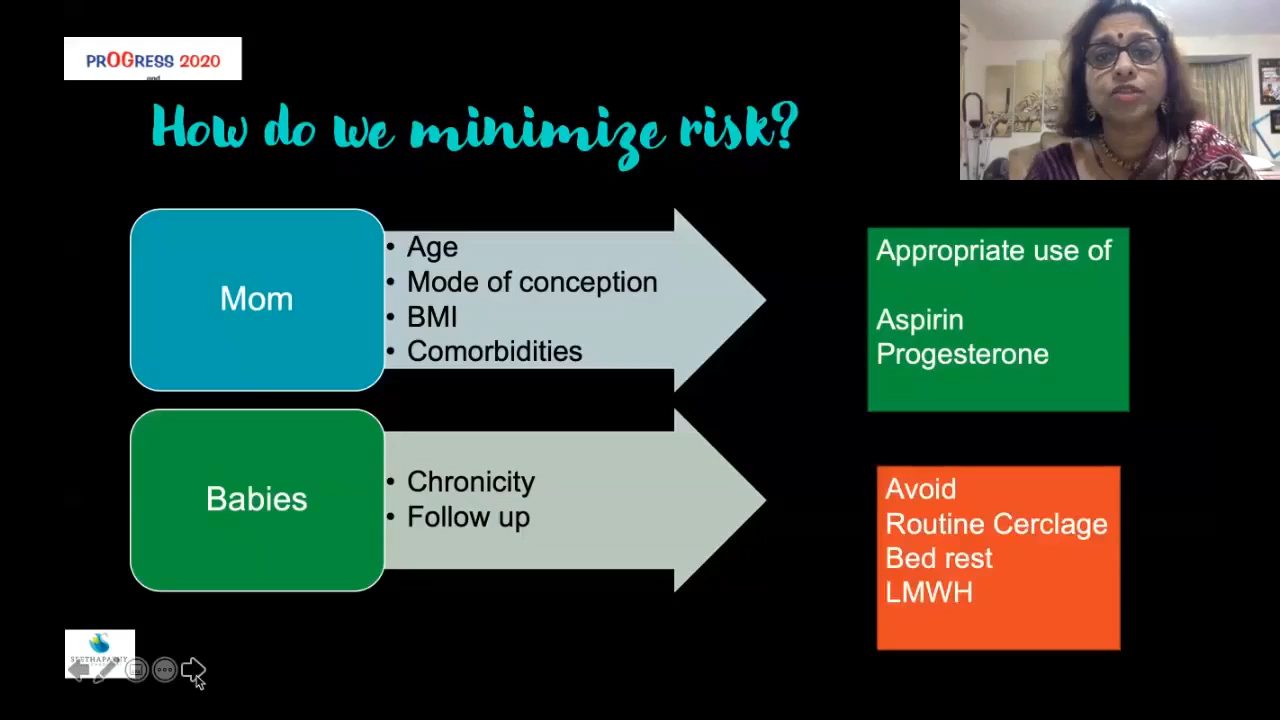 PROGRESS 2020
and
How do we minimize risk?
Mom
• Age
• Mode of conception
• BMI
• Comorbidities
Appropriate use of
Aspirin
Progesterone
Babies
• Chronicity
• Follow up
Avoid
Routine Cerclage
Bed rest
LMWH